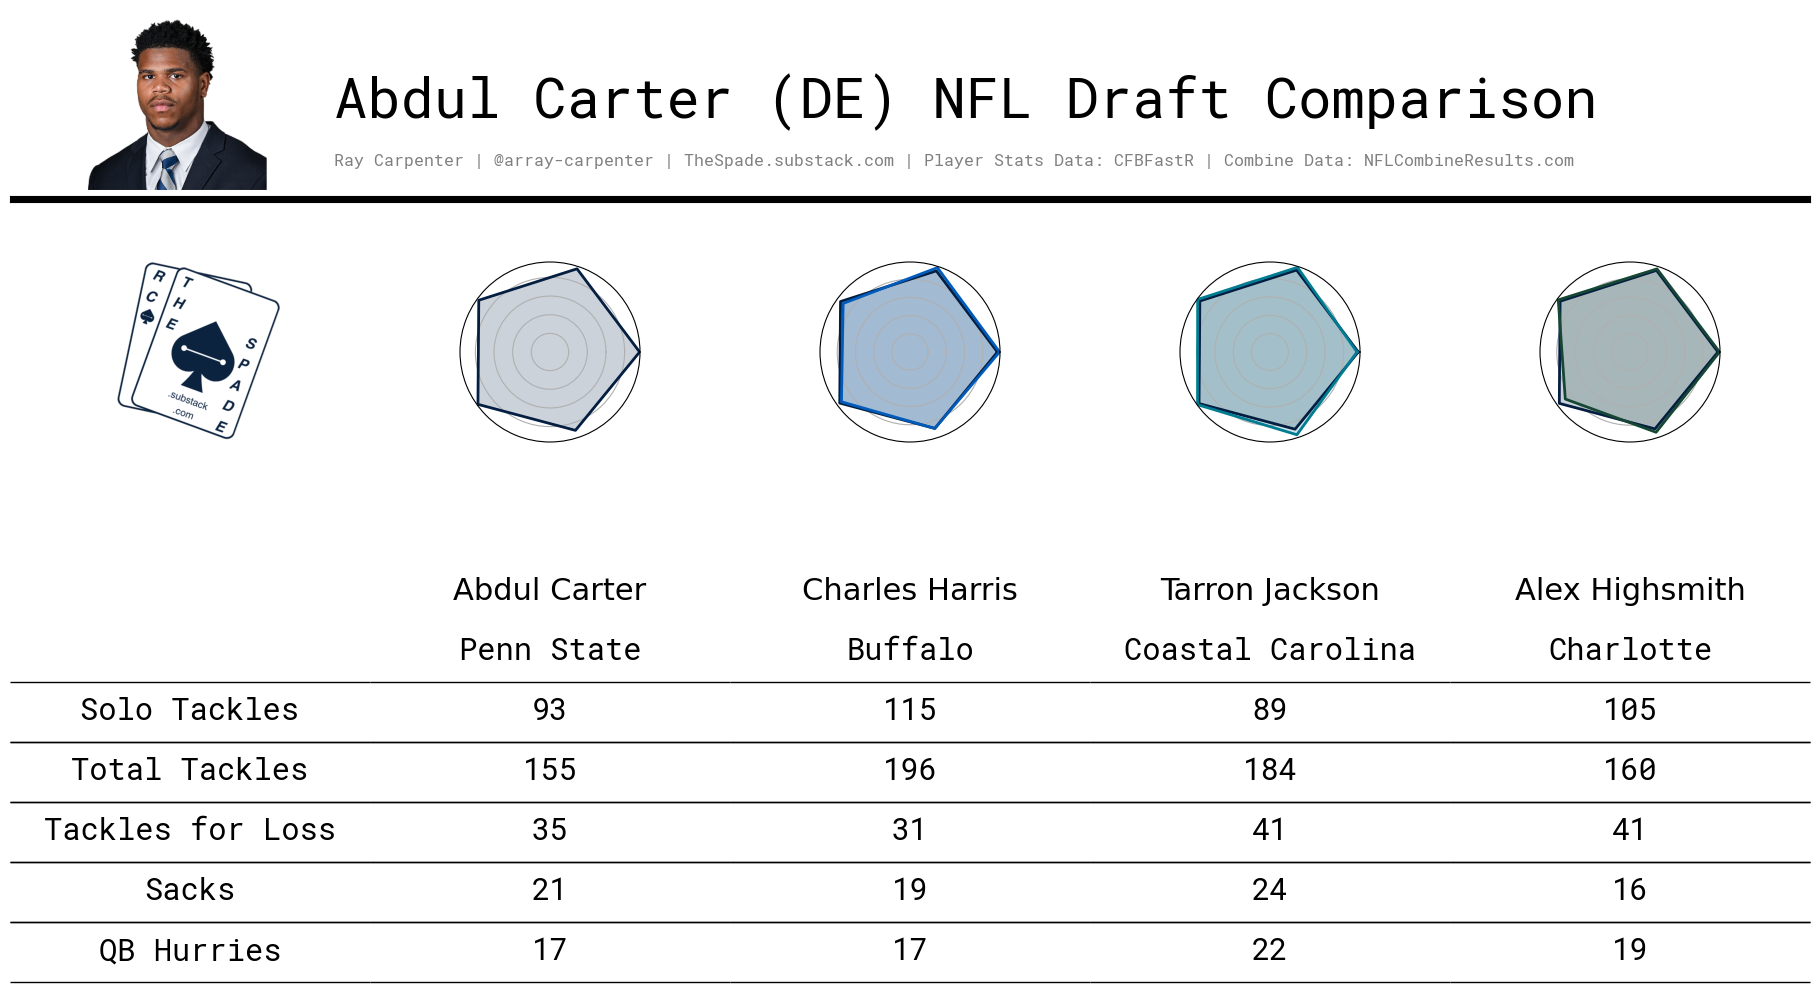 Abdul Carter (DE) NFL Draft Comparison
Ray Carpenter | @array-carpenter | TheSpade.substack.com | Player Stats Data: CFBFastR | Combine Data: NFLCombineResults.com
RC
THE
SPADE
.substack
.com
Abdul Carter Charles Harris Tarron Jackson Alex Highsmith
Penn State Buffalo Coastal Carolina Charlotte
Solo Tackles 93 115 89 105
Total Tackles 155 196 184 160
Tackles for Loss 35 31 41 41
Sacks 21 19 24 16
QB Hurries 17 17 22 19